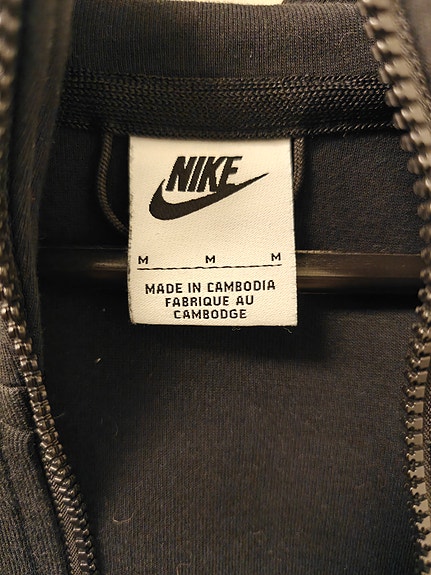 NIKE
M M M
MADE IN CAMBODIA
FABRIQUE AU
CAMBODGE